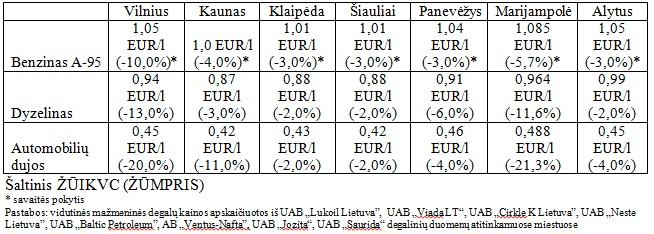 Vilnius Kaunas Klaipėda Šiauliai Panevėžys Marijampolė Alytus
1,05 1,01 1,01 1,04 1,085 1,05
EUR/l 1,0 EUR/l EUR/l EUR/l EUR/l EUR/l EUR/l
Benzinas A-95 (-10,0%)* (-4,0%)* (-3,0%)* (-3,0%)* (-3,0%)* (-5,7%)* (-3,0%)*
0,94 0,87 0,88 0,88 0,91 0,964 0,99
EUR/l EUR/l EUR/l EUR/l EUR/l EUR/l EUR/l
Dyzelinas (-13,0%) (-3,0%) (-2,0%) (-2,0%) (-6,0%) (-11,6%) (-2,0%)
0,45 0,42 0,43 0,42 0,46 0,488 0,45
Automobilių EUR/l EUR/l EUR/l EUR/l EUR/l EUR/l EUR/l
dujos (-20,0%) (-11,0%) (-2,0%) (-2,0%) (-4,0%) (-21,3%) (-4,0%)
Šaltinis ŽŪIKVC (ŽŪMPRIS)
* savaitės pokytis
Pastabos: vidutinės mažmeninės degalų kainos apskaičiuotos iš UAB „Lukoil Lietuva”, UAB „Viada LT“, UAB „Cirkle K Lietuva”, UAB „Neste
Lietuva”, UAB „Baltic Petroleum”, AB „Ventus-Nafta”, UAB „Jozita”, UAB „Saurida” degalinių duomenų atitinkamuose miestuose